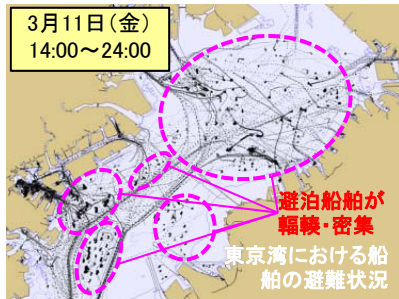 3月11日(金)
14:00～24:00
避泊船舶が
輻輳・密集
東京湾における船
舶の避難状況